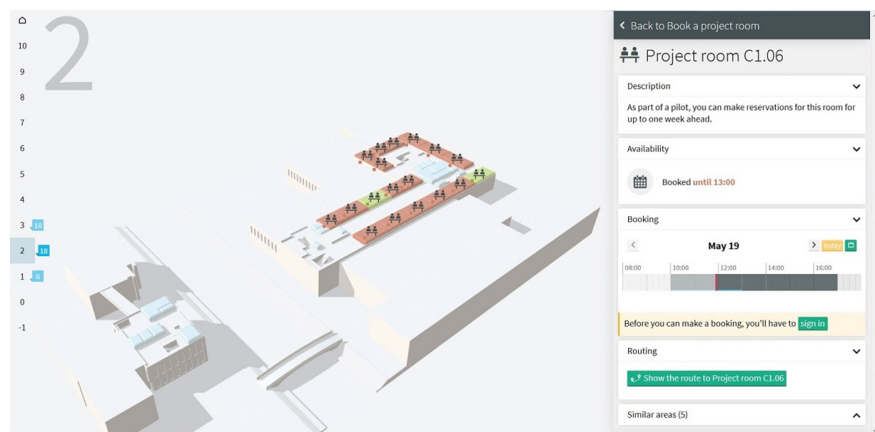 2
10
9
8
7
6
5
4
3 16
2 18
1 6
0
-1
Back to Book a project room
Project room C1.06
Description
As part of a pilot, you can make reservations for this room for
up to one week ahead.
Availability
Booked until 13:00
Booking
May 19
today
08:00 10:00 12:00 14:00 16:00
Before you can make a booking, you'll have to sign in
Routing
Show the route to Project room C1.06
Similar areas (5)